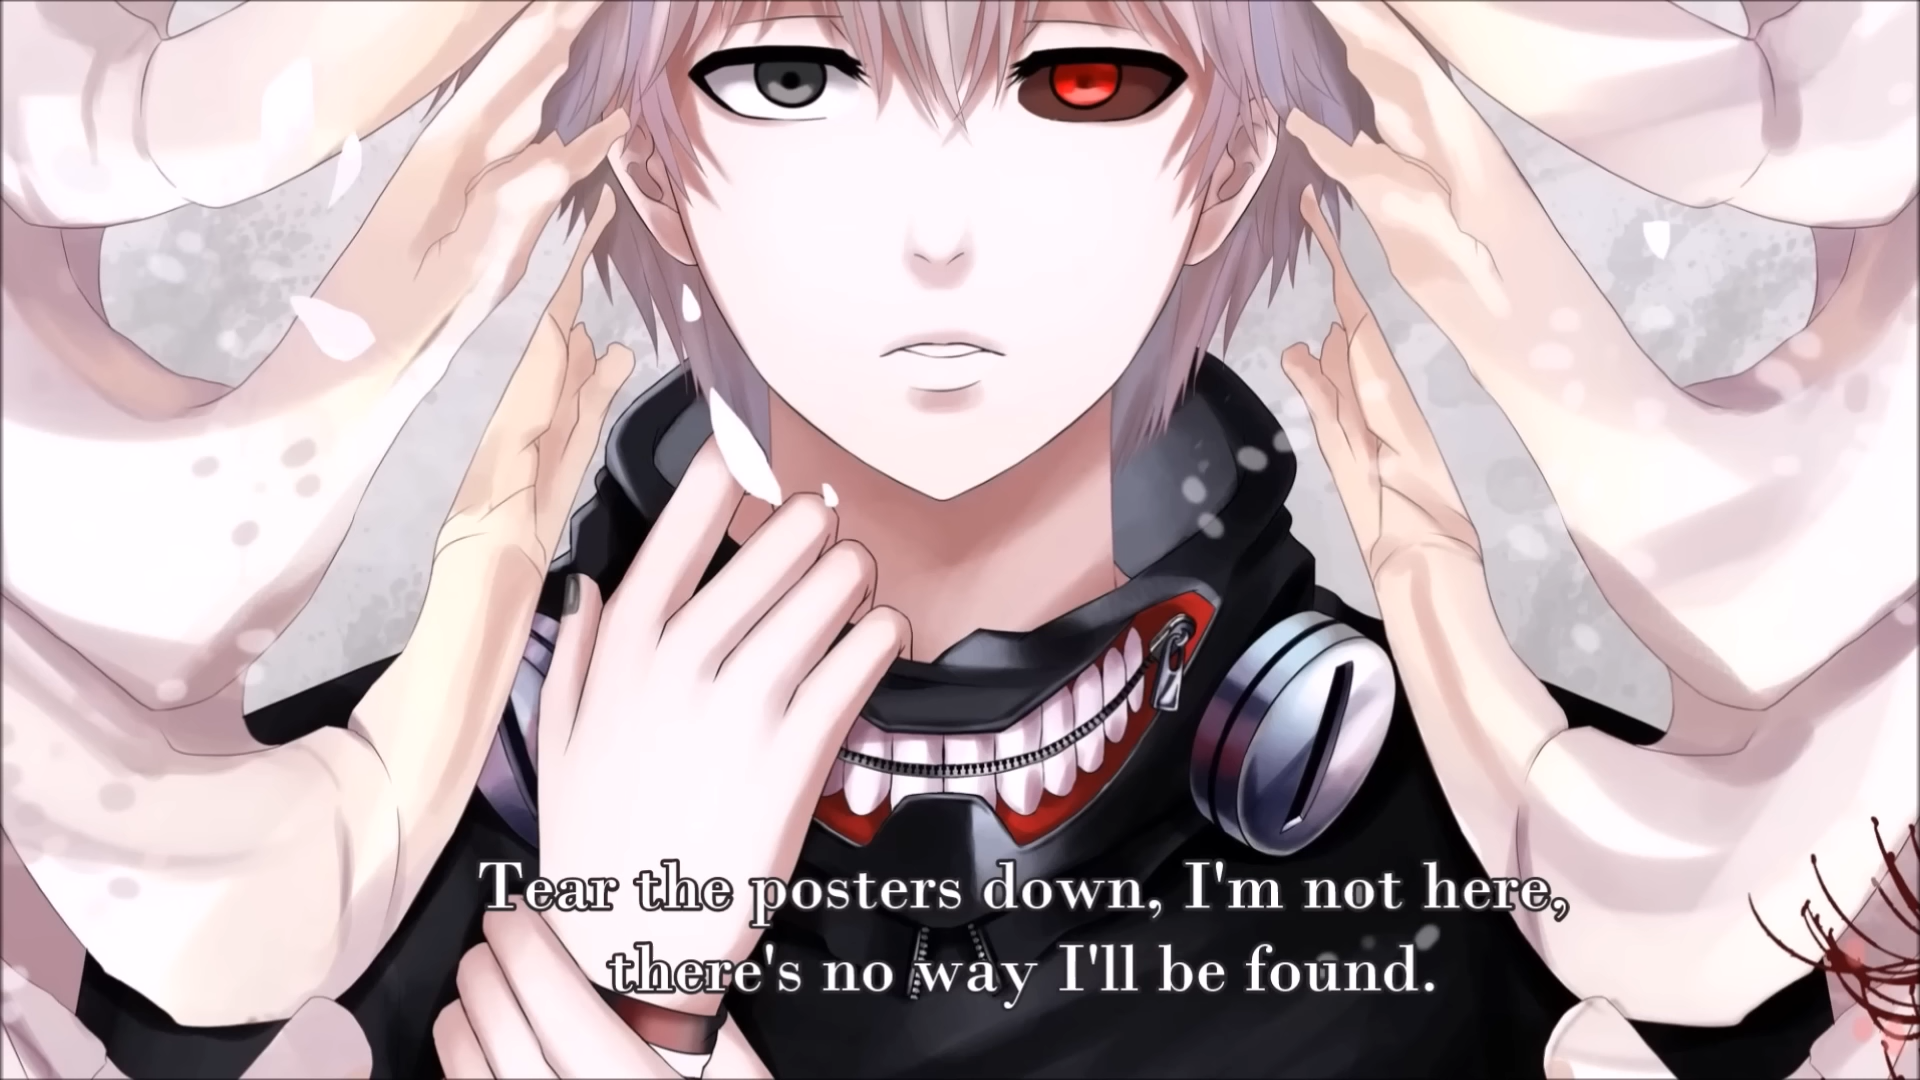 Tear the posters down, I'm not here,
there's no way I'll be found.